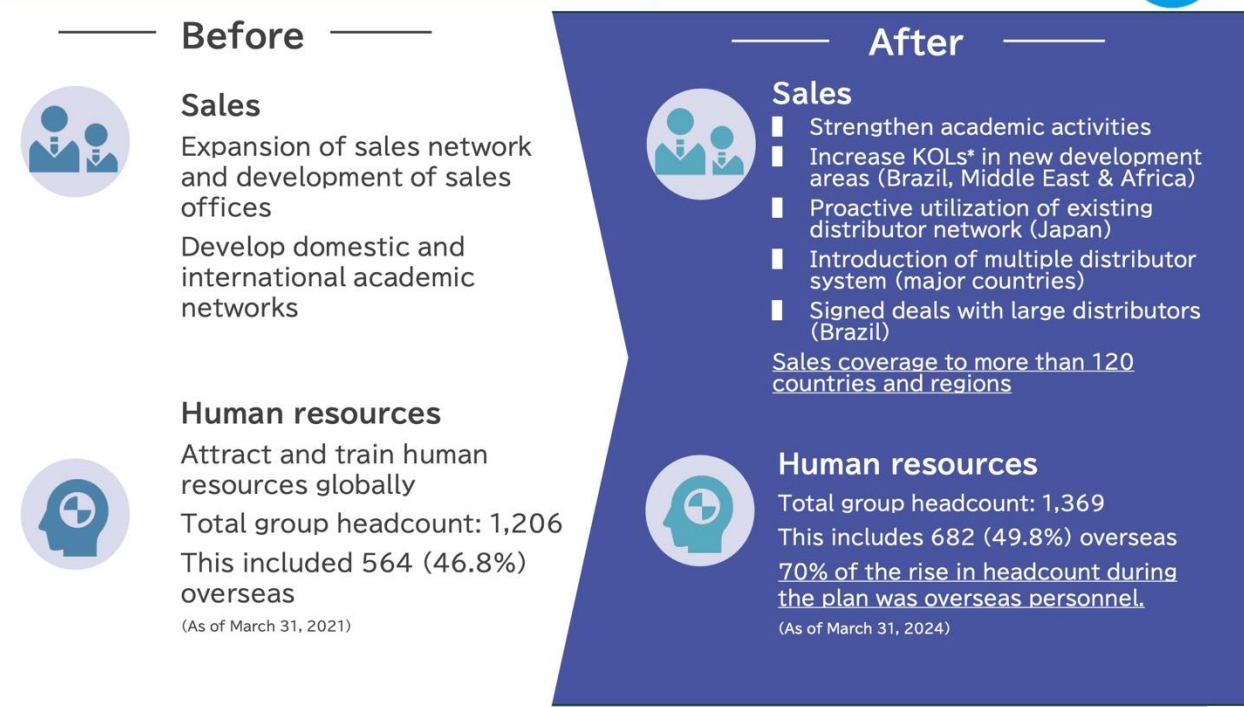 Before
Sales
Expansion of sales network
and development of sales
offices
Develop domestic and
international academic
networks
Human resources
Attract and train human
resources globally
Total group headcount: 1,206
This included 564 (46.8%)
overseas
(As of March 31, 2021)
After
Sales
Strengthen academic activities
Increase KOLs* in new development
areas (Brazil, Middle East & Africa)
Proactive utilization of existing
distributor network (Japan)
Introduction of multiple distributor
system (major countries)
Signed deals with large distributors
(Brazil)
Sales coverage to more than 120
countries and regions
Human resources
Total group headcount: 1,369
This includes 682 (49.8%) overseas
70% of the rise in headcount during
the plan was overseas personnel.
(As of March 31, 2024)